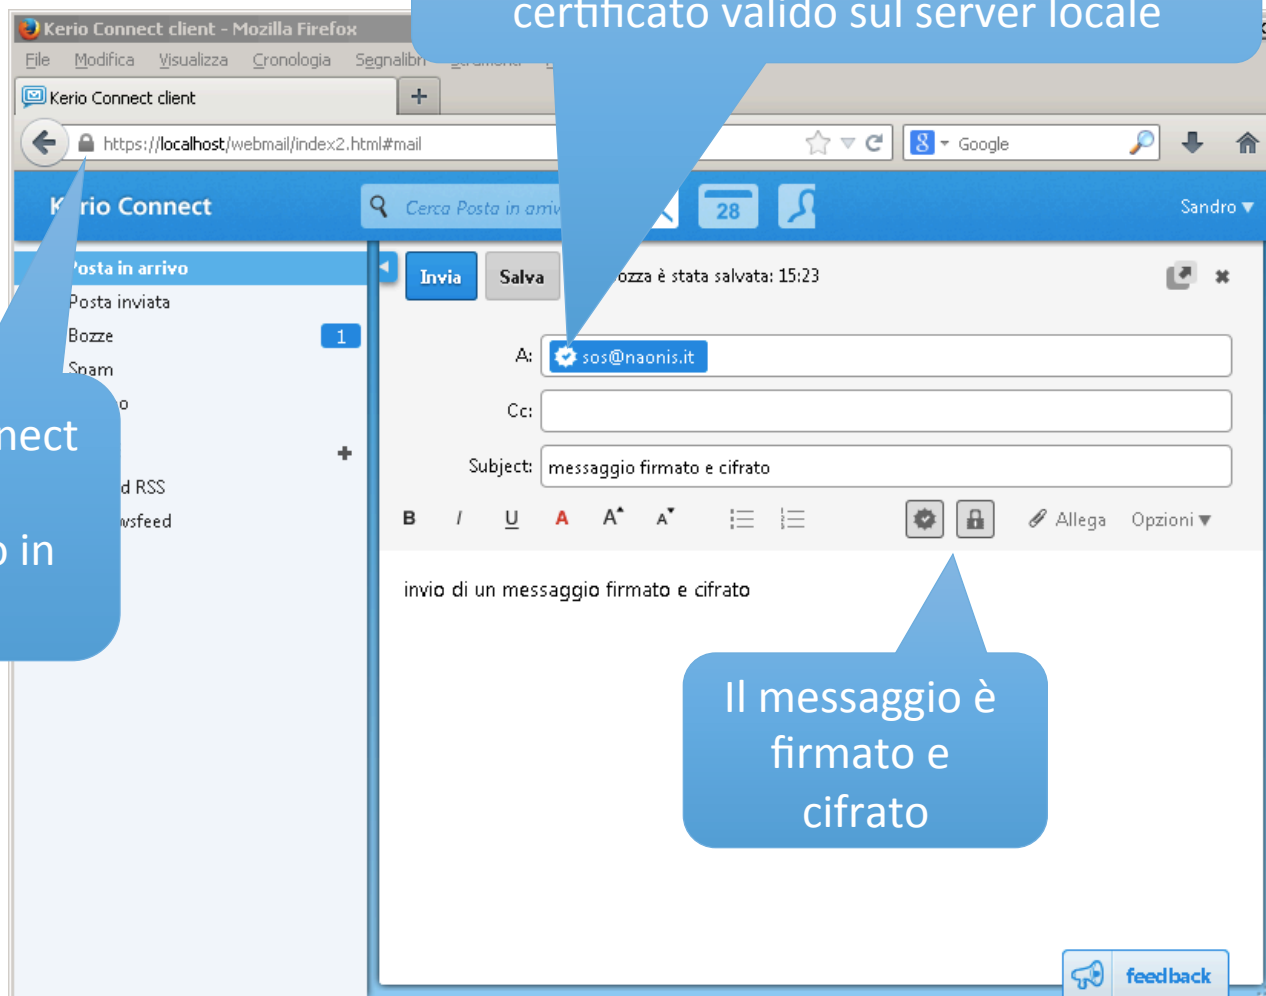 certificato valido sul server locale
Kerio Connect client - Mozilla Firefox
File Modifica Visualizza Cronologia Segnalibri
Kerio Connect client
https://localhost/webmail/index2.html#mail
8 Google
Kerio Connect
Cerca Posta in arriv
28
Sandro
Posta in arrivo
Invia Salva ozza è stata salvata: 15:23
Posta inviata
Bozze 1
A: sos@naonis.it
Spam
o
Cc:
nect
Subject: messaggio firmato e cifrato
d RSS
wsfeed
B I U A A A Allega Opzioni
o in
invio di un messaggio firmato e cifrato
Il messaggio è
firmato e
cifrato
feedback